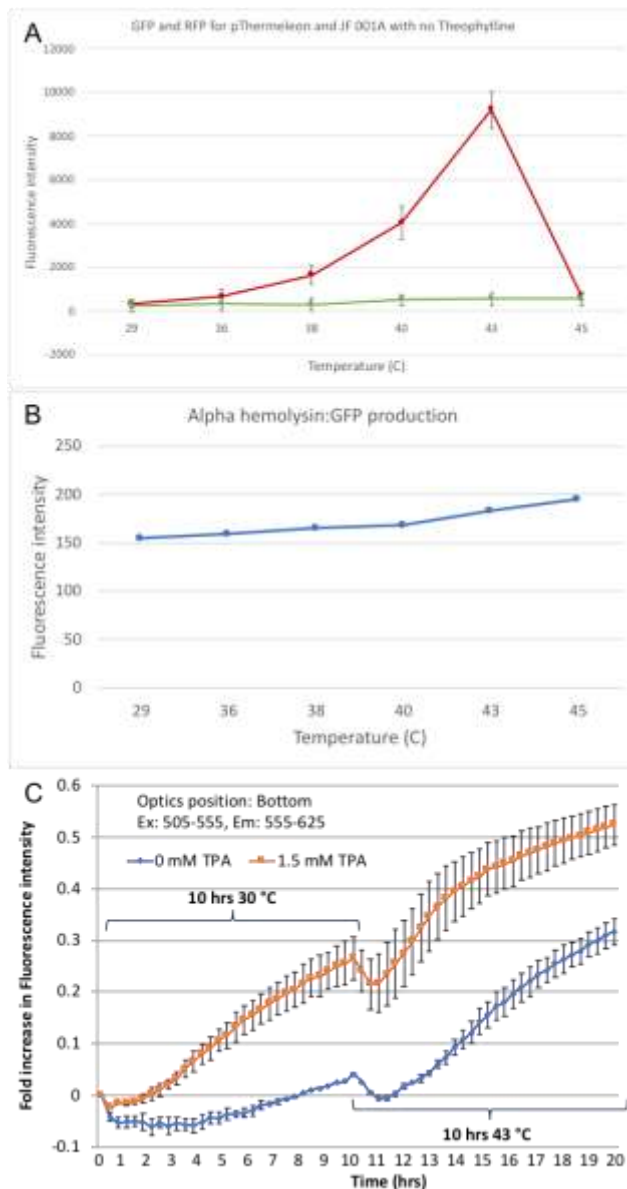 A
GFP and RFP for pThermeleon and JF 001A with no Theophytline
12000
10000
8000
6000
4000
2000
0
-2000
29 36 38 40 43 45
Fluorescence intensity
Temperature (C)
B
Alpha hemolysin:GFP production
250
200
150
100
50
0
29 36 38 40 43 45
Fluorescence intensity
Temperature (C)
C
Optics position: Bottom
Ex: 505-555, Em: 555-625
0 mM TPA 1.5 mM TPA
10 hrs 30 °C
10 hrs 43 °C
0.6
0.5
0.4
0.3
0.2
0.1
0
-0.1
0 1 2 3 4 5 6 7 8 9 10 11 12 13 14 15 16 17 18 19 20
Fold increase in Fluorescence intensity
Time (hrs)